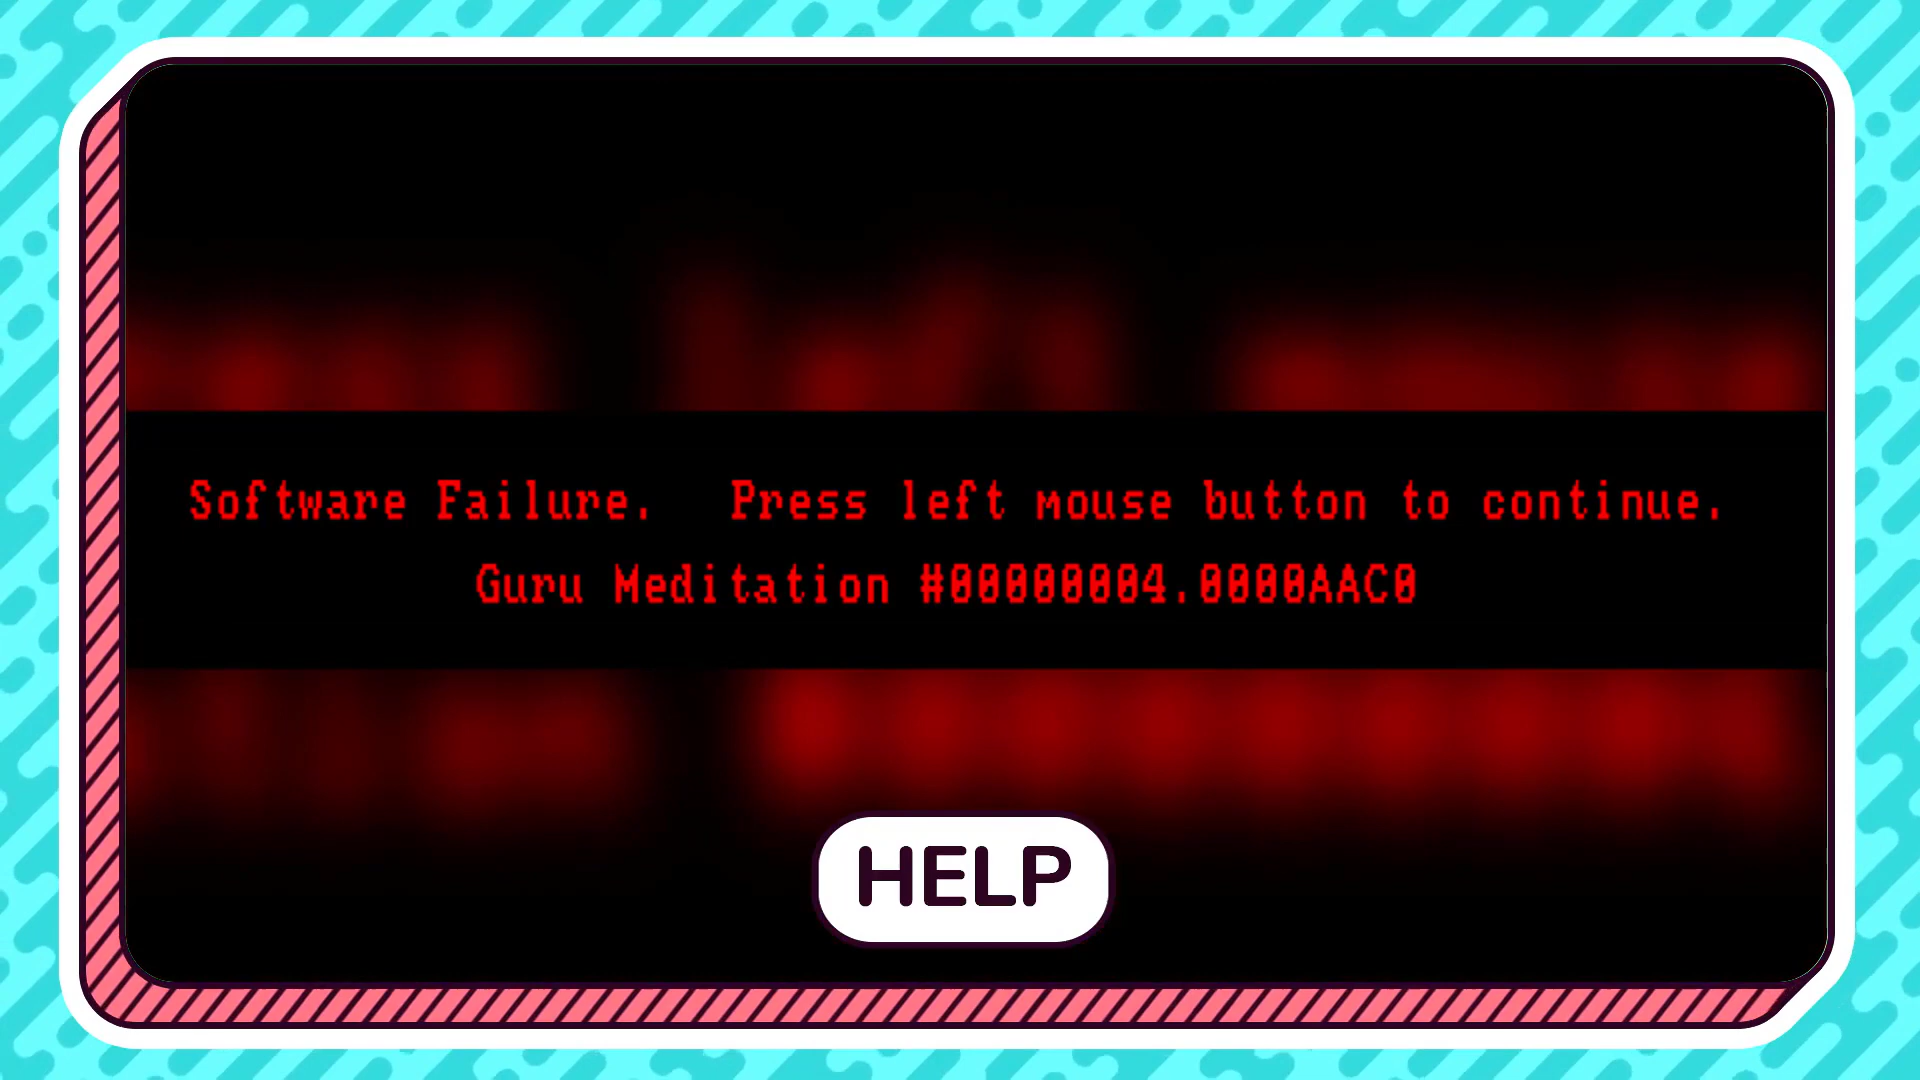 Software Failure.   Press left mouse button to continue.
Guru Meditation #00000004.0000AAC0
HELP